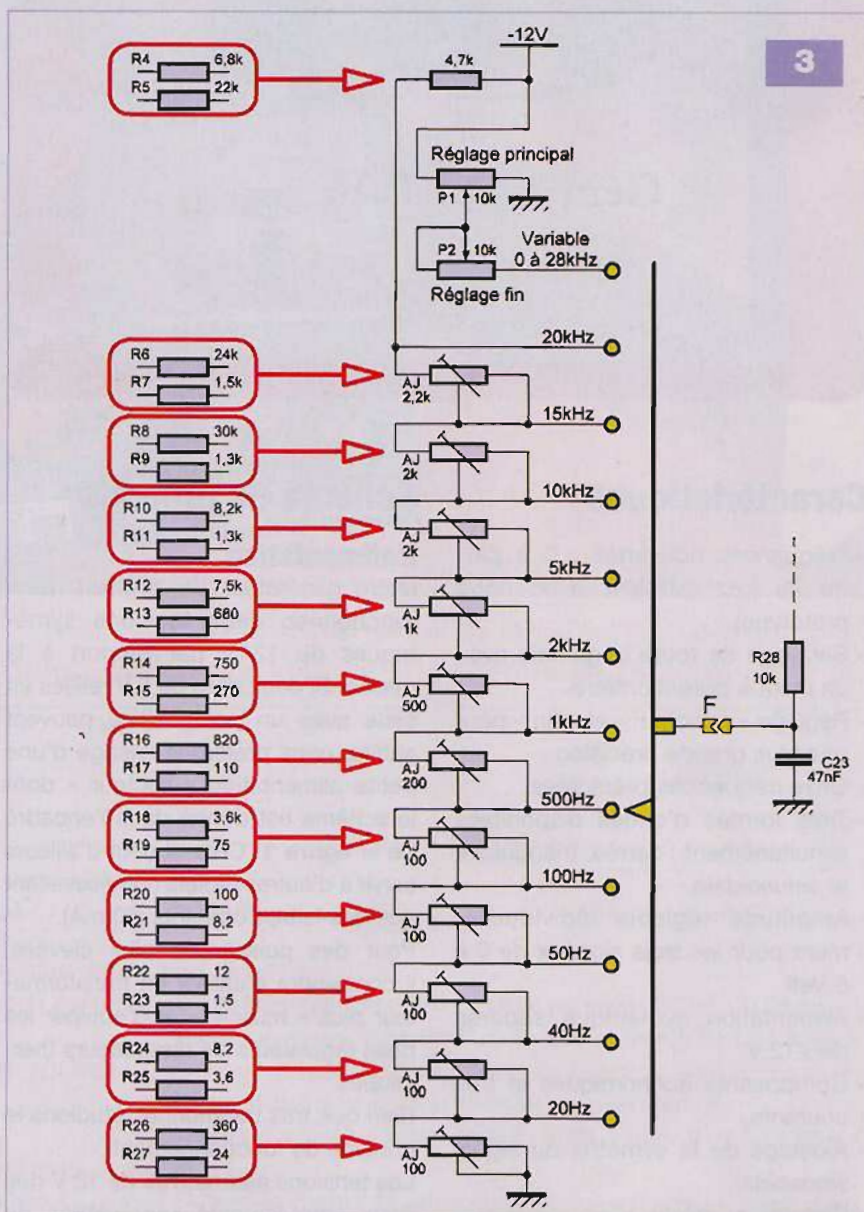 -12V
3
R4 6,8k
R5 22k
4,7k
Réglage principal
P1 10k
P2 10k
Variable
0 à 28kHz
Réglage fin
20kHz
R6 24k
R7 1,5k
AJ
2,2k
15kHz
R8 30k
R9 1,3k
AJ
2k
10kHz
R10 8,2k
R11 1,3k
AJ
2k
5kHz
R12 7,5k
R13 680
AJ
1k
2kHz
R14 750
R15 270
AJ
500
1kHz
R16 820
R17 110
AJ
200
500Hz
R28
10k
F
C23
47nF
R18 3,6k
R19 75
AJ
100
100Hz
R20 100
R21 8,2
AJ
100
50Hz
R22 12
R23 1,5
AJ
100
40Hz
R24 8,2
R25 3,6
AJ
100
20Hz
R26 360
R27 24
AJ
100